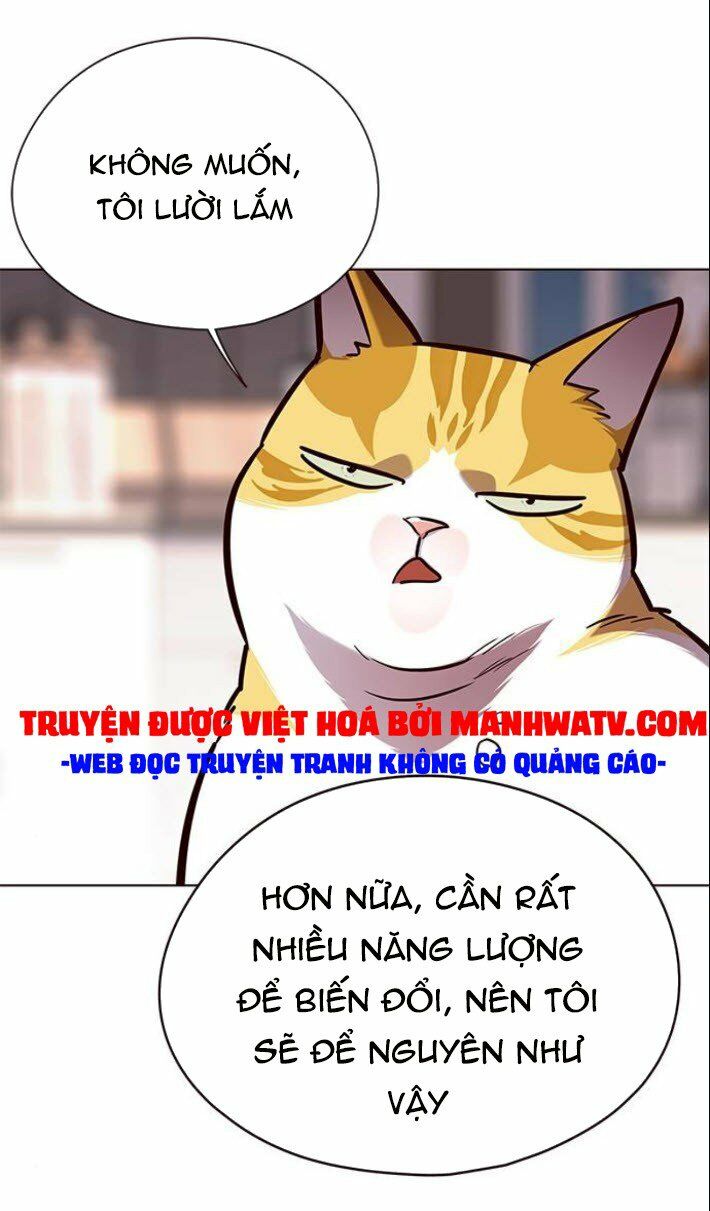 KHÔNG MUỐN,
TÔI LƯỜI LẮM
TRUYỆN ĐƯỢC VIỆT HOÁ BỞI MANHWATV.COM
-WEB ĐỌC TRUYỆN TRANH KHÔNG CÓ QUẢNG CÁO-
HƠN NỮA, CẦN RẤT
NHIỀU NĂNG LƯỢNG
ĐỂ BIẾN ĐỔI, NÊN TÔI
SẼ ĐỂ NGUYÊN NHƯ
VẬY